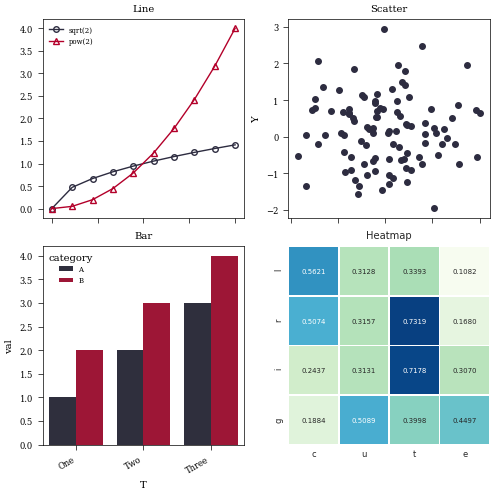 Line
sqrt(2)
pow(2)
4.0
3.5
3.0
2.5
2.0
1.5
1.0
0.5
0.0
Scatter
Y
3
2
1
0
−1
−2
Bar
category
A
B
val
4.0
3.5
3.0
2.5
2.0
1.5
1.0
0.5
0.0
One Two Three
T
Heatmap
l 0.5621 0.3128 0.3393 0.1082
r 0.5074 0.3157 0.7319 0.1680
i 0.2437 0.3131 0.7178 0.3070
g 0.1884 0.5089 0.3998 0.4497
c u t e